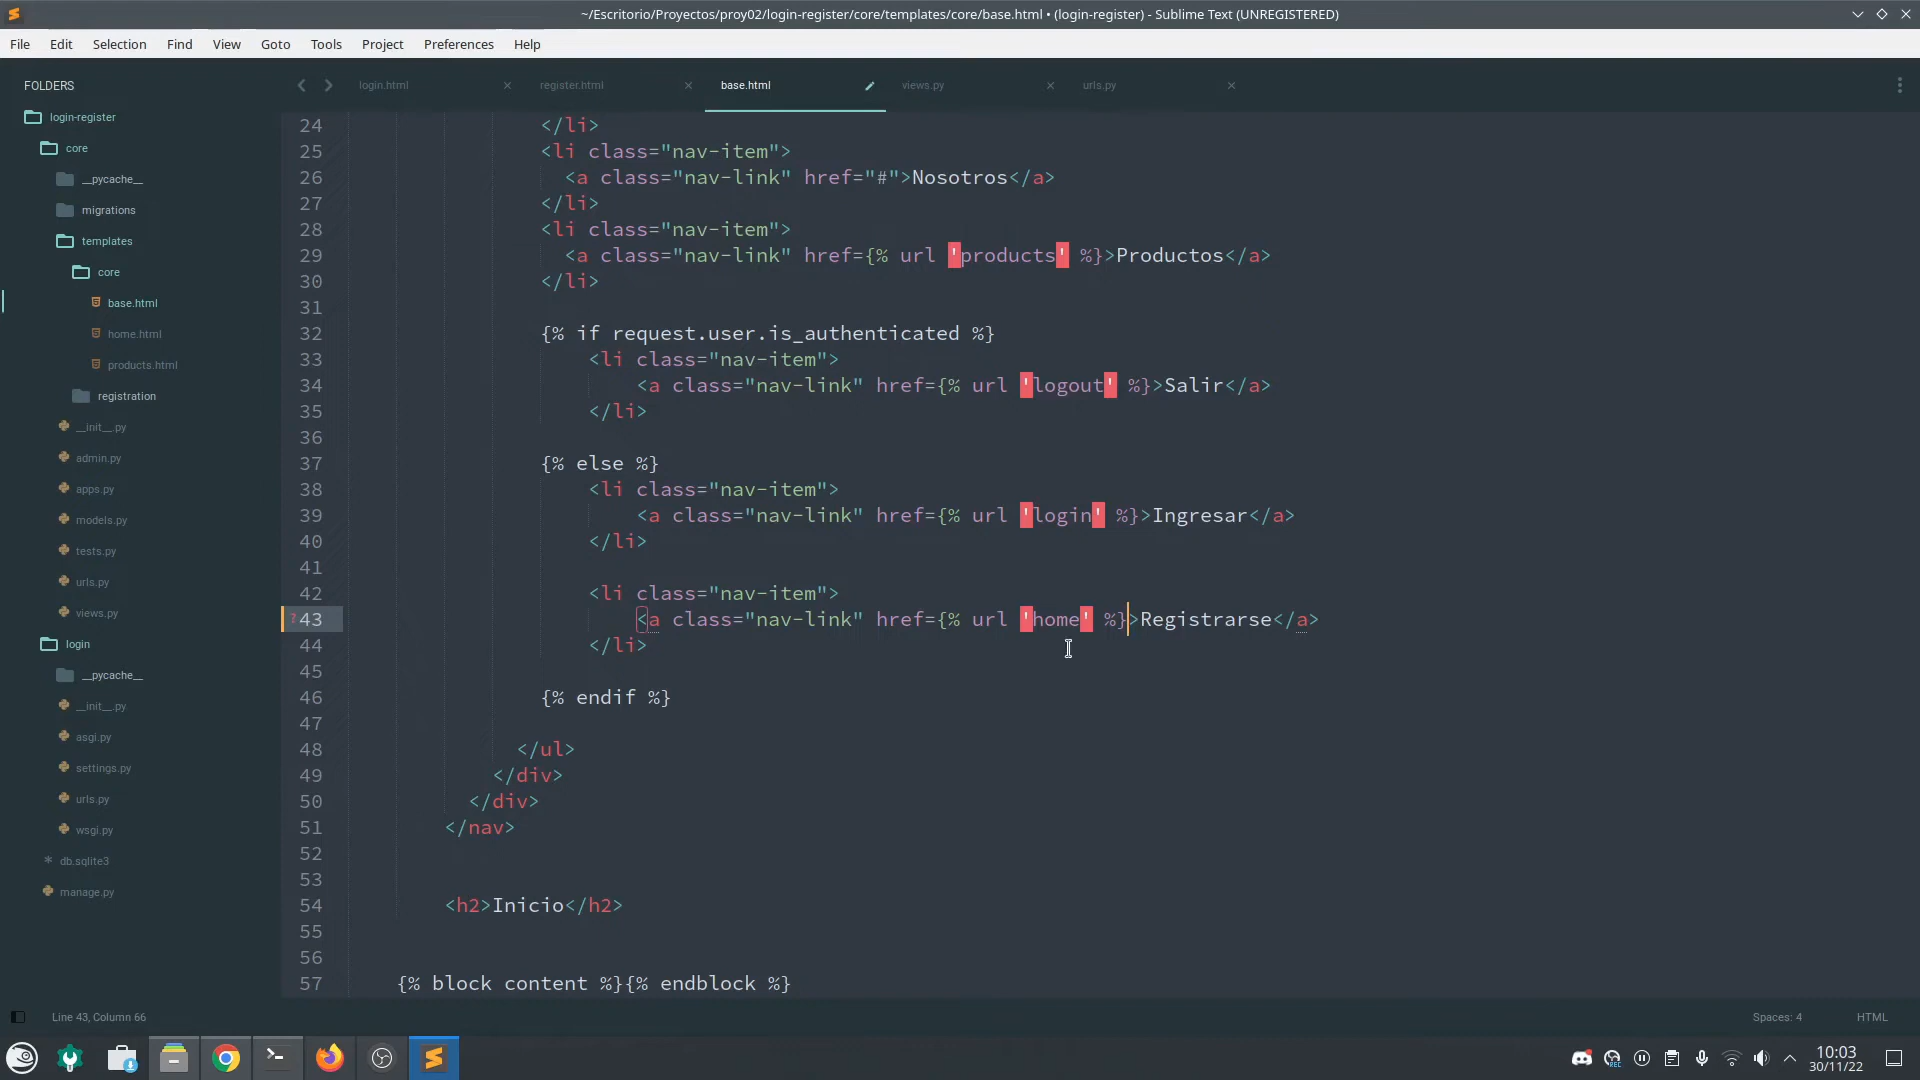 ~/Escritorio/Proyectos/proy02/login-register/core/templates/core/base.html • (login-register) - Sublime Text (UNREGISTERED)
File Edit Selection Find View Goto Tools Project Preferences Help
FOLDERS
login-register
core
__pycache__
migrations
templates
core
base.html
home.html
products.html
registration
__init__.py
admin.py
apps.py
models.py
tests.py
urls.py
views.py
login
__pycache__
__init__.py
asgi.py
settings.py
urls.py
wsgi.py
db.sqlite3
manage.py
login.html register.html base.html views.py urls.py
24 </li>
25 <li class="nav-item">
26 <a class="nav-link" href="#">Nosotros</a>
27 </li>
28 <li class="nav-item">
29 <a class="nav-link" href={% url 'products' %}>Productos</a>
30 </li>
31
32 {% if request.user.is_authenticated %}
33 <li class="nav-item">
34 <a class="nav-link" href={% url 'logout' %}>Salir</a>
35 </li>
36
37 {% else %}
38 <li class="nav-item">
39 <a class="nav-link" href={% url 'login' %}>Ingresar</a>
40 </li>
41
42 <li class="nav-item">
43 <a class="nav-link" href={% url 'home' %}>Registrarse</a>
44 </li>
45
46 {% endif %}
47
48 </ul>
49 </div>
50 </div>
51 </nav>
52
53
54 <h2>Inicio</h2>
55
56
57 {% block content %}{% endblock %}
Line 43, Column 66 Spaces: 4 HTML
REC
10:03
30/11/22